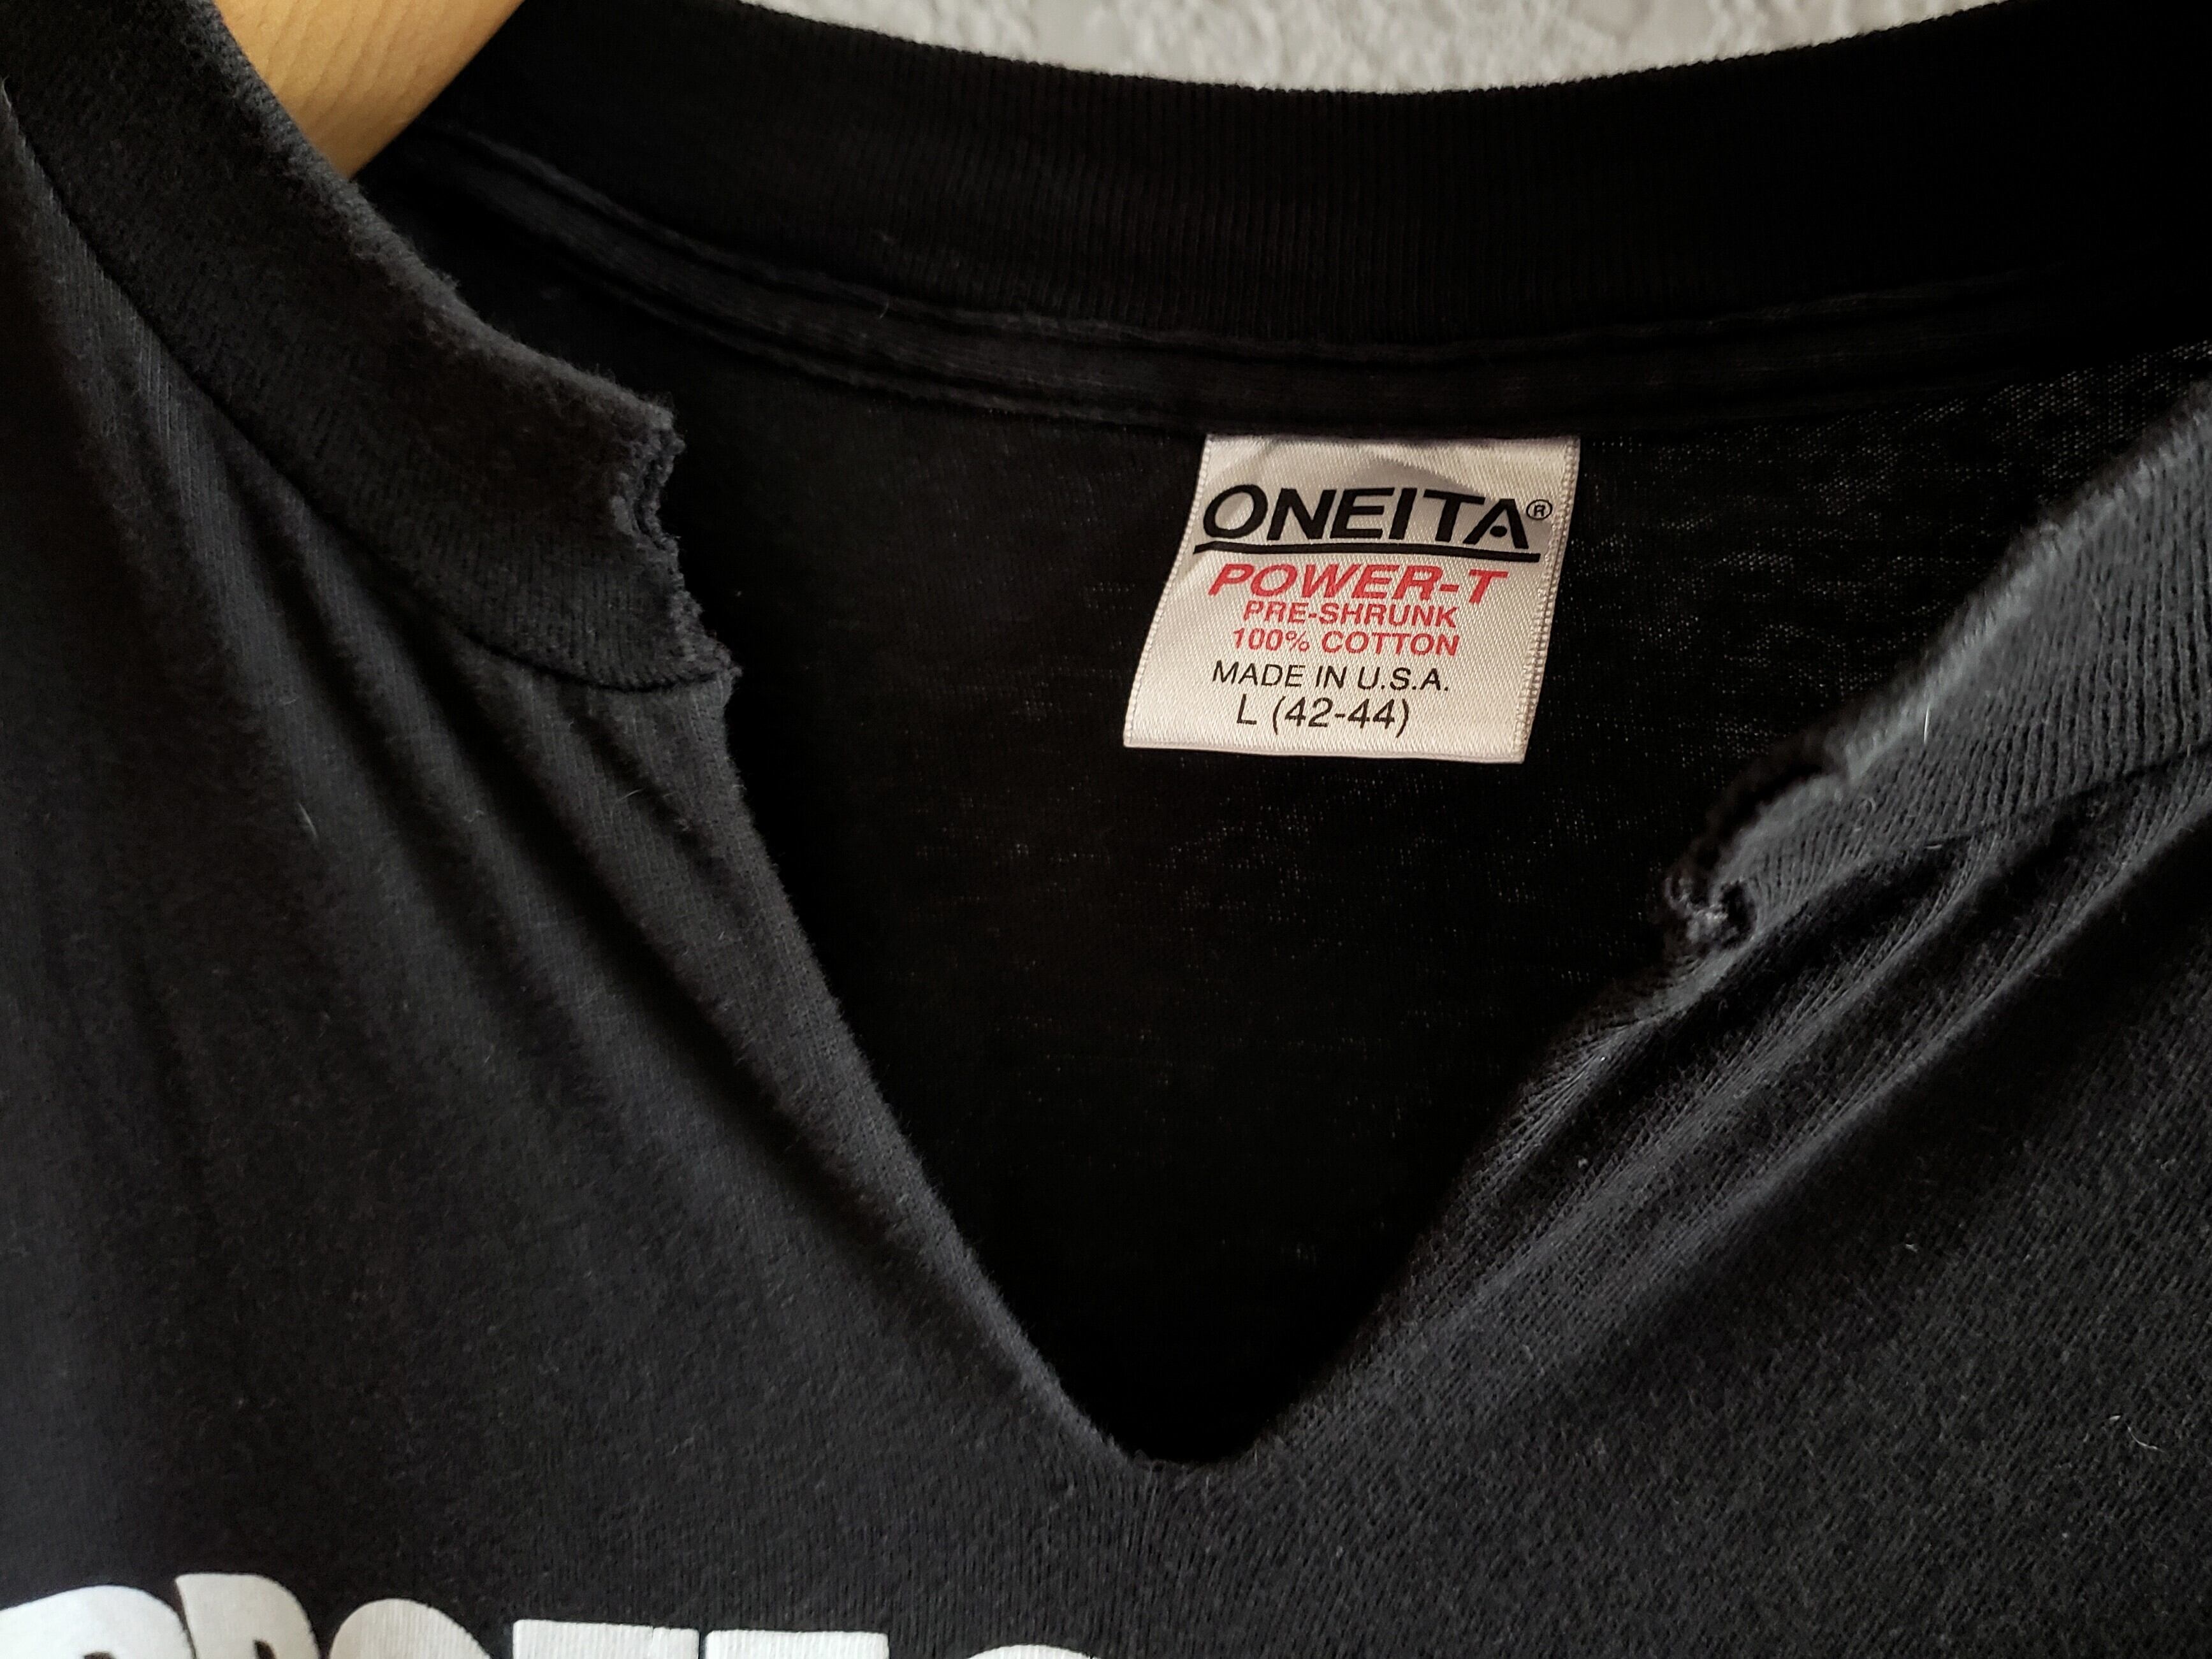 ONEITA®
POWER-T
PRE-SHRUNK
100% COTTON
MADE IN U.S.A.
L (42-44)